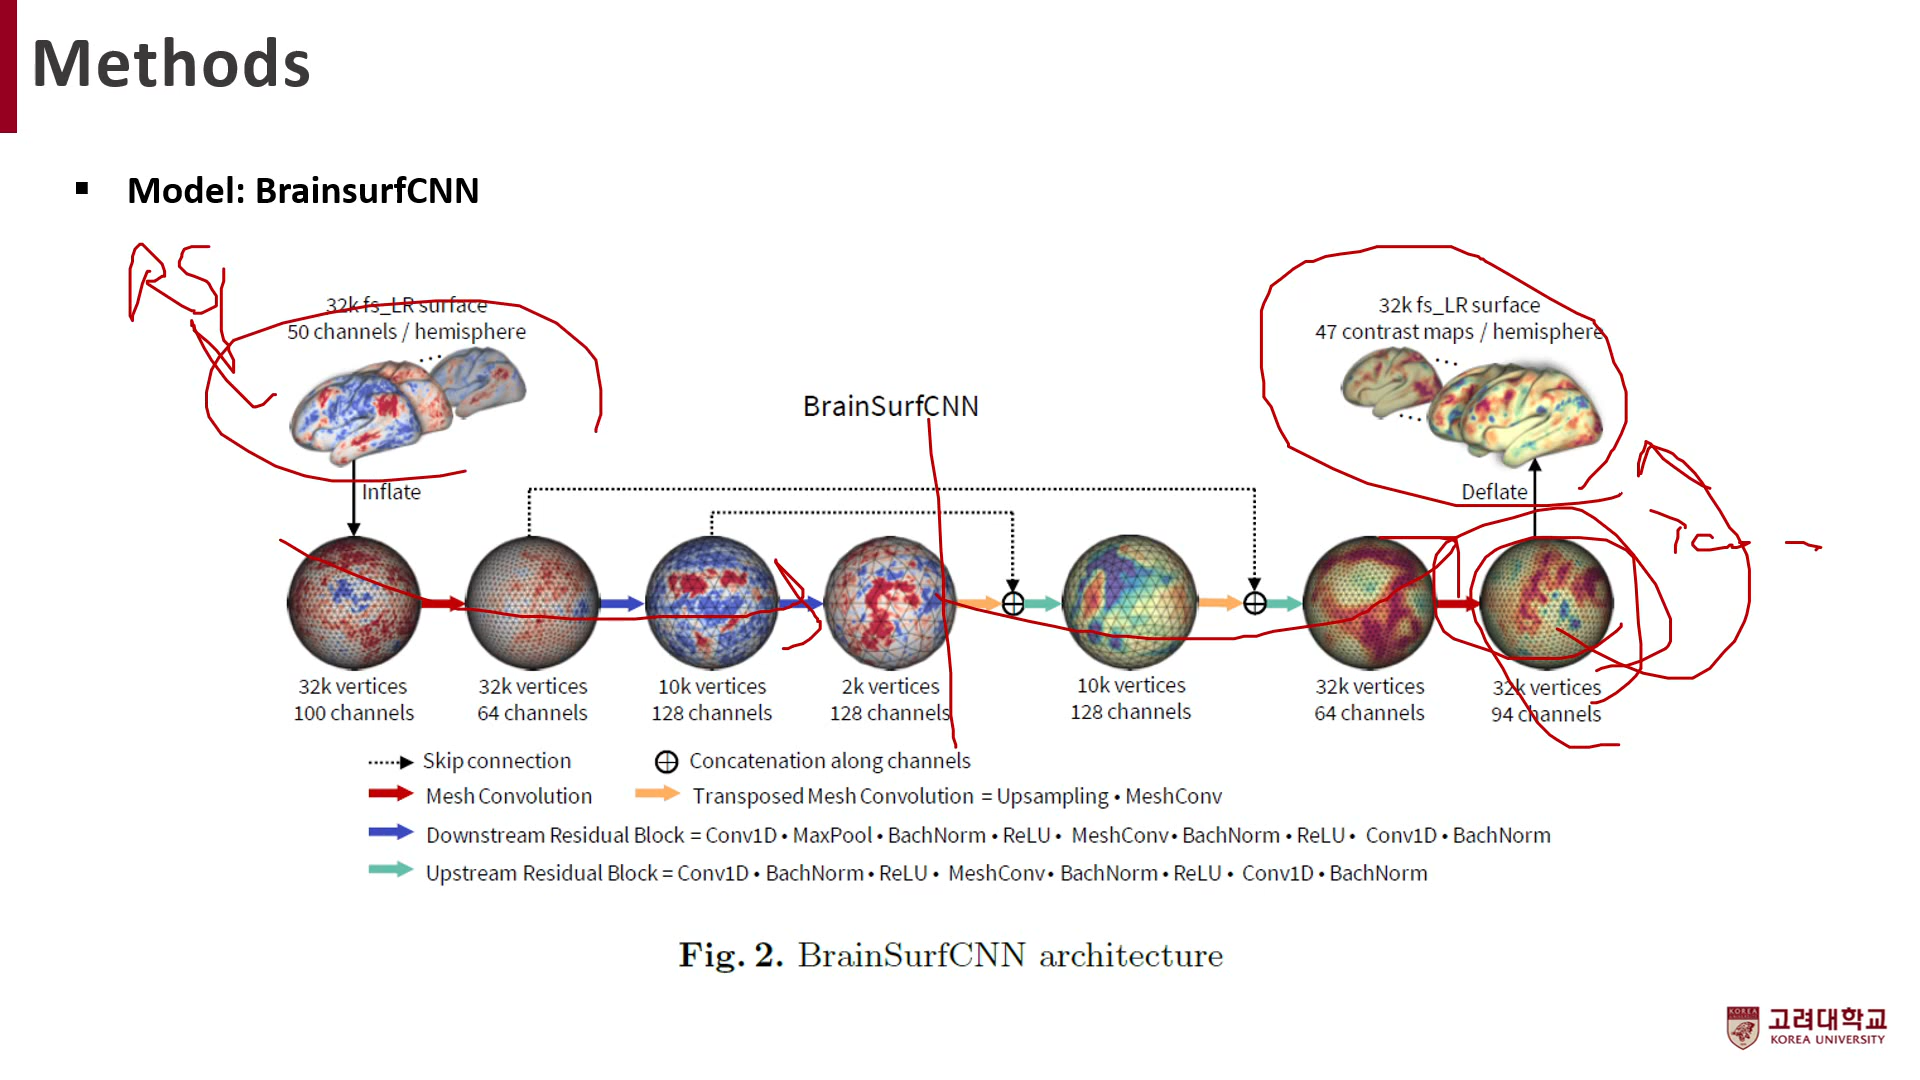 Methods
▪ Model: BrainsurfCNN
RS
32k fs_LR surface
50 channels / hemisphere
32k fs_LR surface
47 contrast maps / hemisphere
BrainSurfCNN
Inflate
Deflate
32k vertices
100 channels
32k vertices
64 channels
10k vertices
128 channels
2k vertices
128 channels
10k vertices
128 channels
32k vertices
64 channels
32k vertices
94 channels
Skip connection
Concatenation along channels
Mesh Convolution
Transposed Mesh Convolution = Upsampling • MeshConv
Downstream Residual Block = Conv1D • MaxPool • BachNorm • ReLU • MeshConv • BachNorm • ReLU • Conv1D • BachNorm
Upstream Residual Block = Conv1D • BachNorm • ReLU • MeshConv • BachNorm • ReLU • Conv1D • BachNorm
Fig. 2. BrainSurfCNN architecture
KOREA
고려대학교
KOREA UNIVERSITY